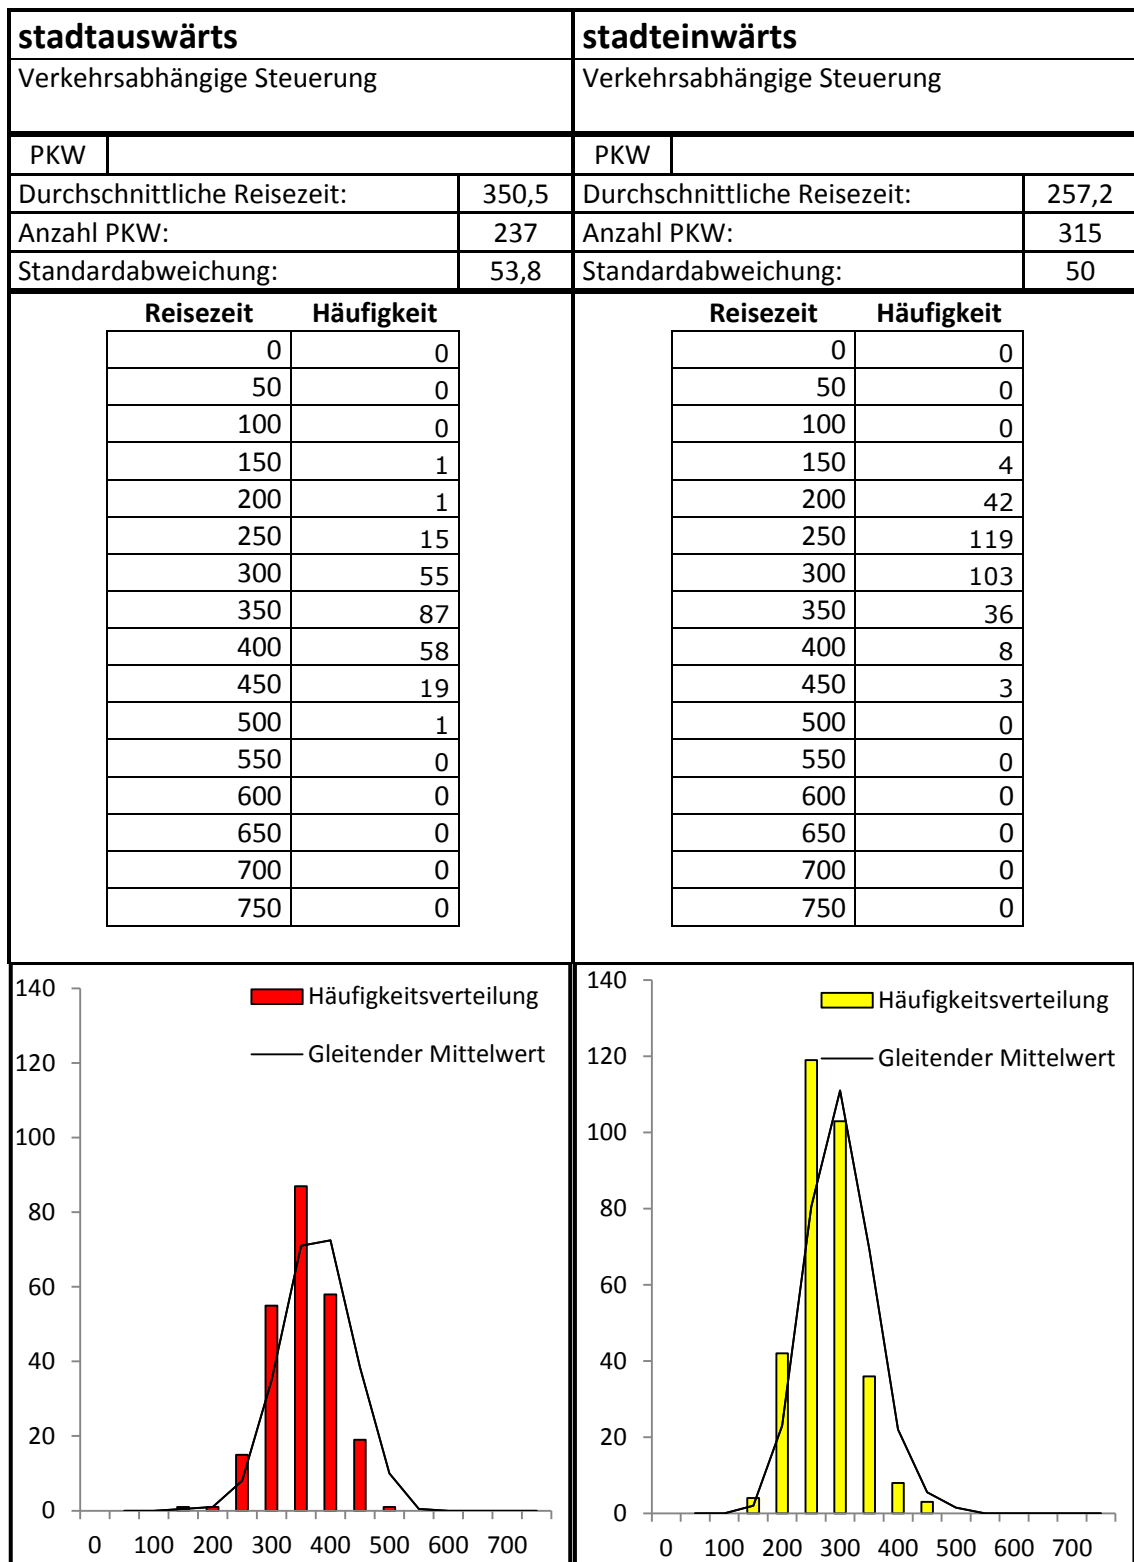 stadtauswärts stadteinwärts
Verkehrsabhängige Steuerung Verkehrsabhängige Steuerung
PKW PKW
Durchschnittliche Reisezeit: 350,5 Durchschnittliche Reisezeit: 257,2
Anzahl PKW: 237 Anzahl PKW: 315
Standardabweichung: 53,8 Standardabweichung: 50
Reisezeit Häufigkeit Reisezeit Häufigkeit
0 0 0 0
50 0 50 0
100 0 100 0
150 1 150 4
200 1 200 42
250 15 250 119
300 55 300 103
350 87 350 36
400 58 400 8
450 19 450 3
500 1 500 0
550 0 550 0
600 0 600 0
650 0 650 0
700 0 700 0
750 0 750 0
140 Häufigkeitsverteilung
Gleitender Mittelwert
120
100
80
60
40
20
0
0 100 200 300 400 500 600 700
140 Häufigkeitsverteilung
120 Gleitender Mittelwert
100
80
60
40
20
0
0 100 200 300 400 500 600 700